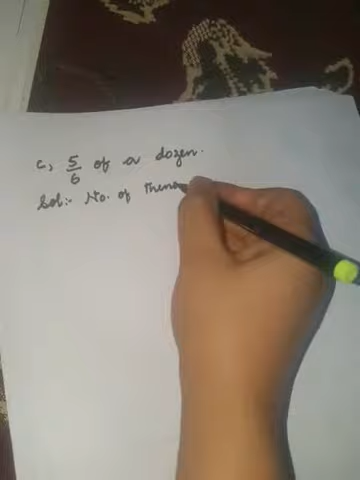 c, 5/6 of a dozen.
Sol:- No. of